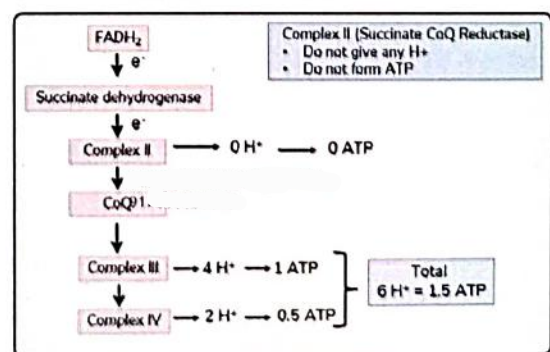 FADH₂
e⁻
Succinate dehydrogenase
e⁻
Complex II → 0 H⁺ → 0 ATP
CoQ91.
Complex III → 4 H⁺ → 1 ATP
Complex IV → 2 H⁺ → 0.5 ATP
Total
6 H⁺ = 1.5 ATP
Complex II (Succinate CoQ Reductase)
• Do not give any H+
• Do not form ATP